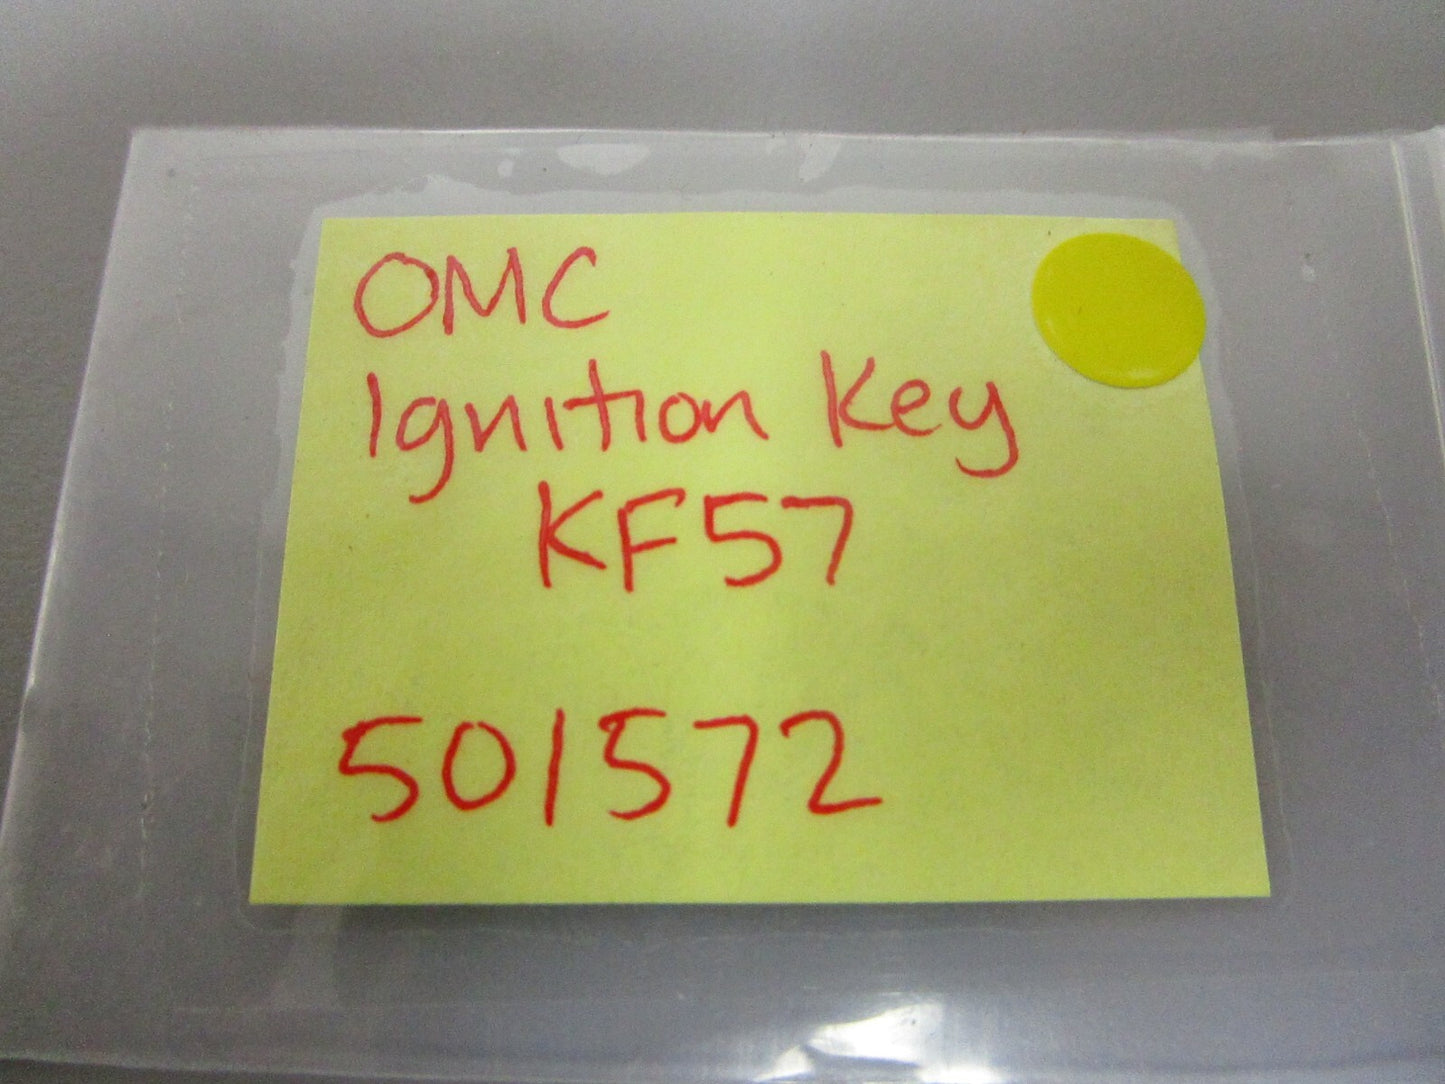 OMC
Ignition Key
KF57
501572